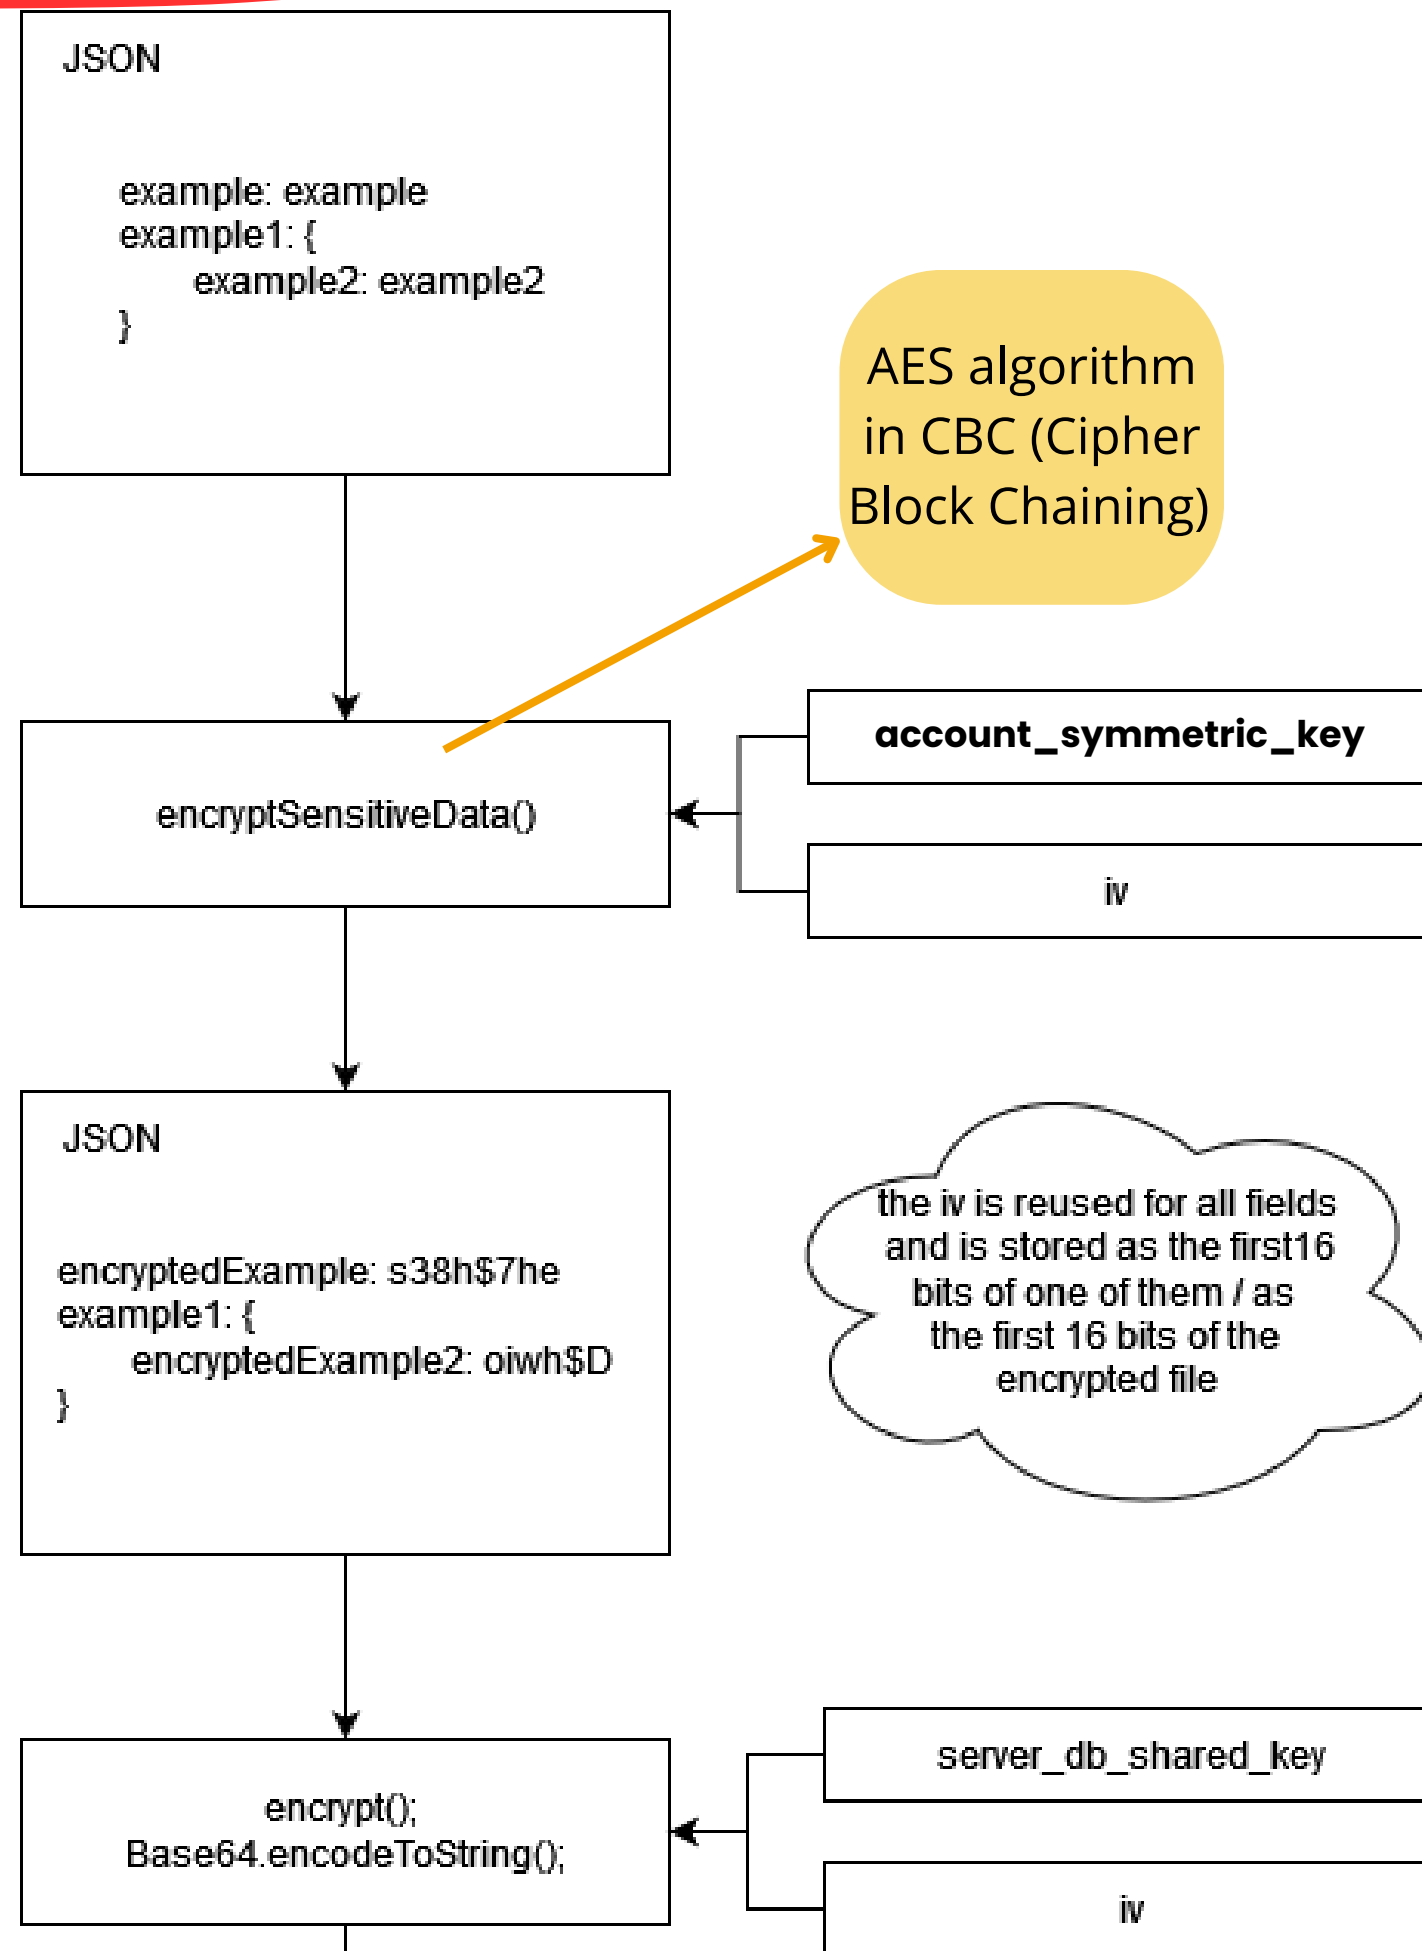 JSON
example: example
example1: {
example2: example2
}
AES algorithm
in CBC (Cipher
Block Chaining)
account_symmetric_key
encryptSensitiveData()
iv
JSON
encryptedExample: s38h$7he
example1: {
encryptedExample2: oiwh$D
}
the iv is reused for all fields
and is stored as the first16
bits of one of them / as
the first 16 bits of the
encrypted file
server_db_shared_key
encrypt();
Base64.encodeToString();
iv